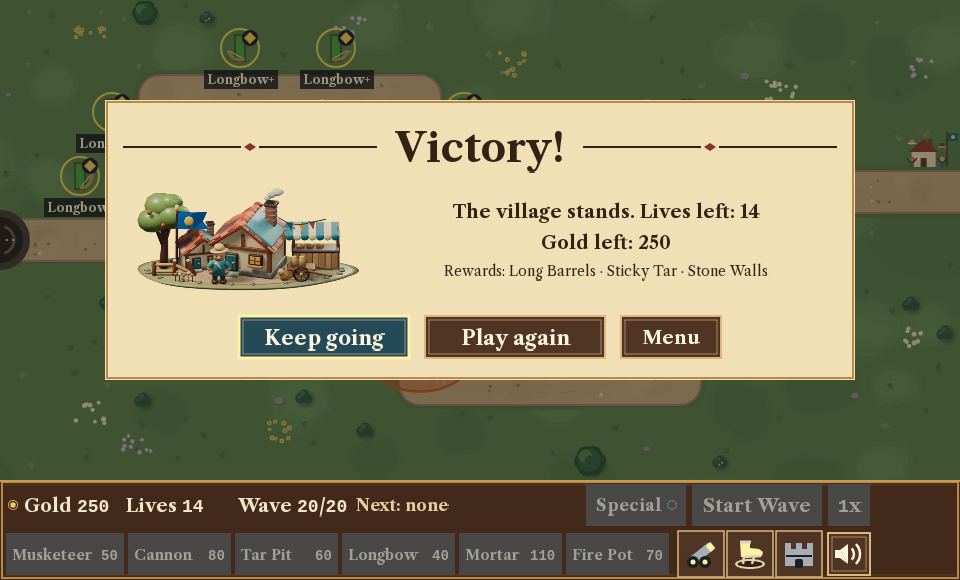 Longbow+ Longbow+
Lon
Longbow
Victory!
The village stands. Lives left: 14
Gold left: 250
Rewards: Long Barrels · Sticky Tar · Stone Walls
Keep going Play again Menu
Gold 250 Lives 14 Wave 20/20 Next: none Special Start Wave 1x
Musketeer 50 Cannon 80 Tar Pit 60 Longbow 40 Mortar 110 Fire Pot 70